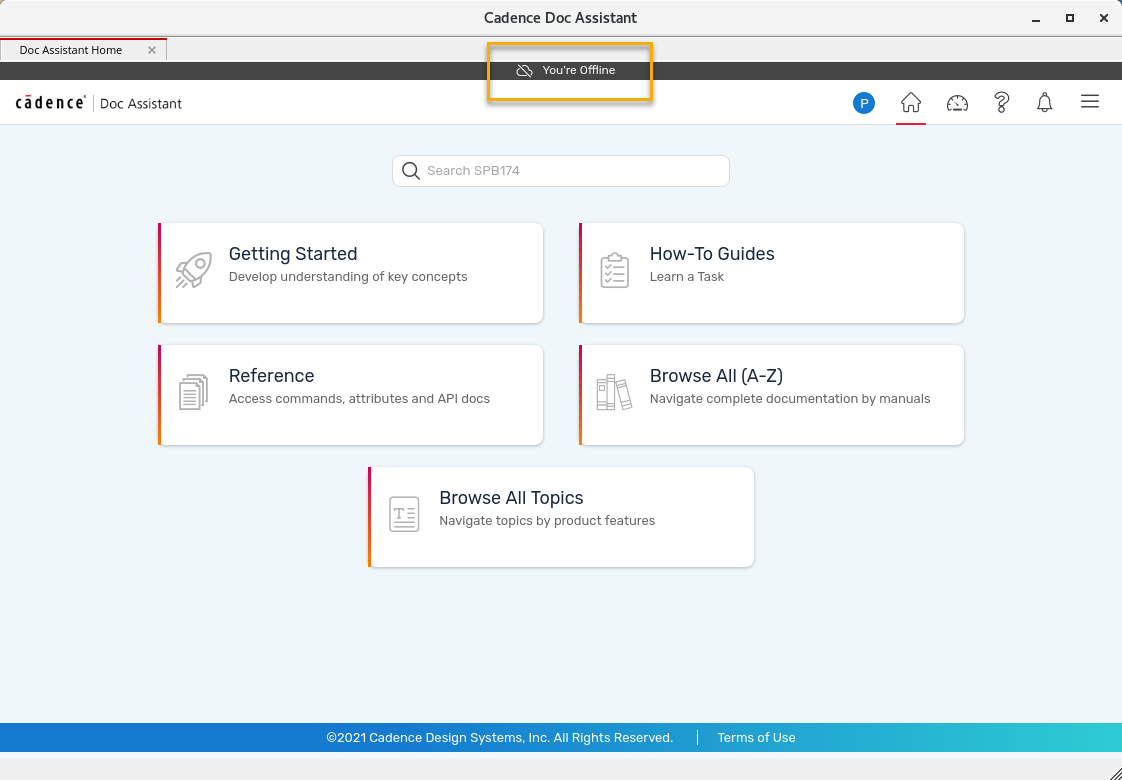 Cadence Doc Assistant
Doc Assistant Home
You're Offline
cādence® Doc Assistant
P
Search SPB174
Getting Started
Develop understanding of key concepts
How-To Guides
Learn a Task
Reference
Access commands, attributes and API docs
Browse All (A-Z)
Navigate complete documentation by manuals
T
Browse All Topics
Navigate topics by product features
©2021 Cadence Design Systems, Inc. All Rights Reserved. | Terms of Use